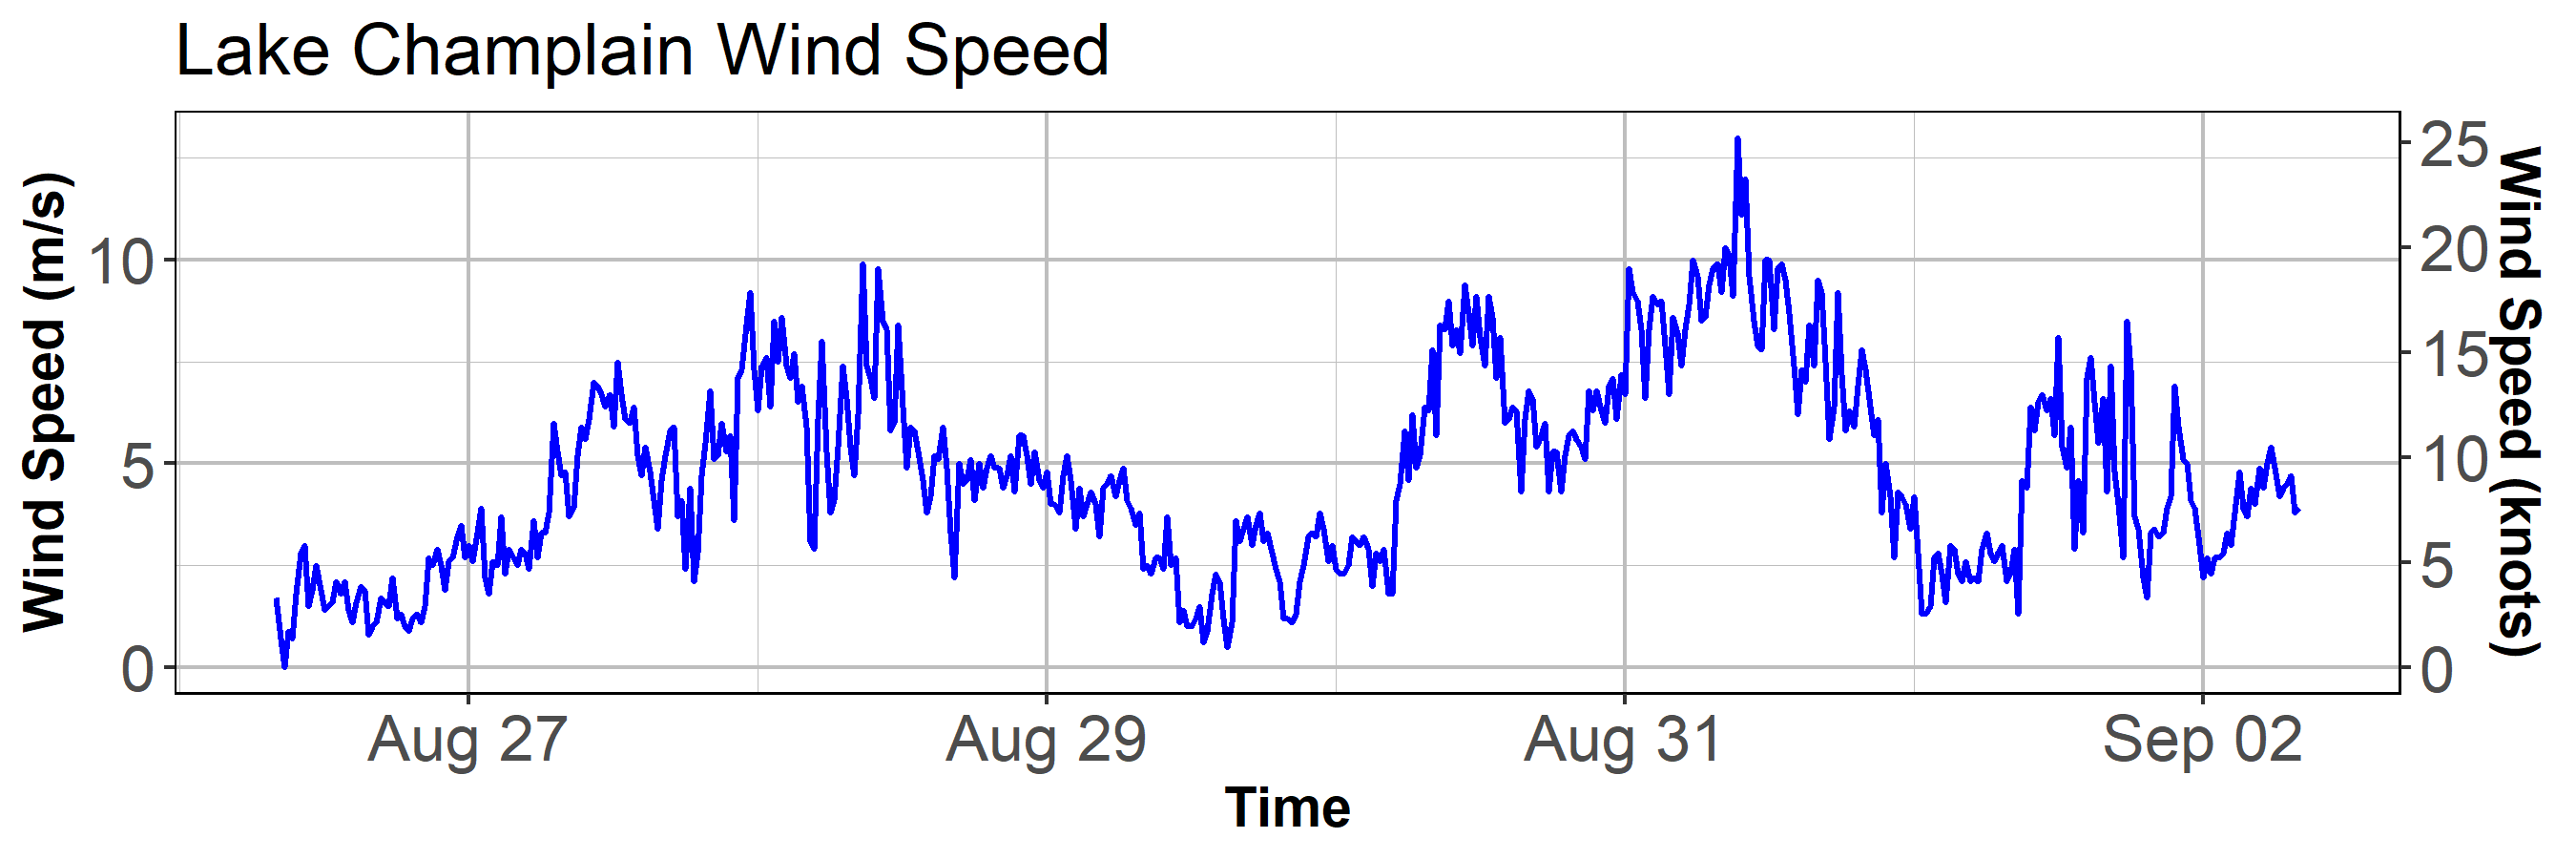 Lake Champlain Wind Speed
Wind Speed (m/s)
10
5
0
25
20
15
10
5
0
Wind Speed (knots)
Aug 27
Aug 29
Aug 31
Sep 02
Time